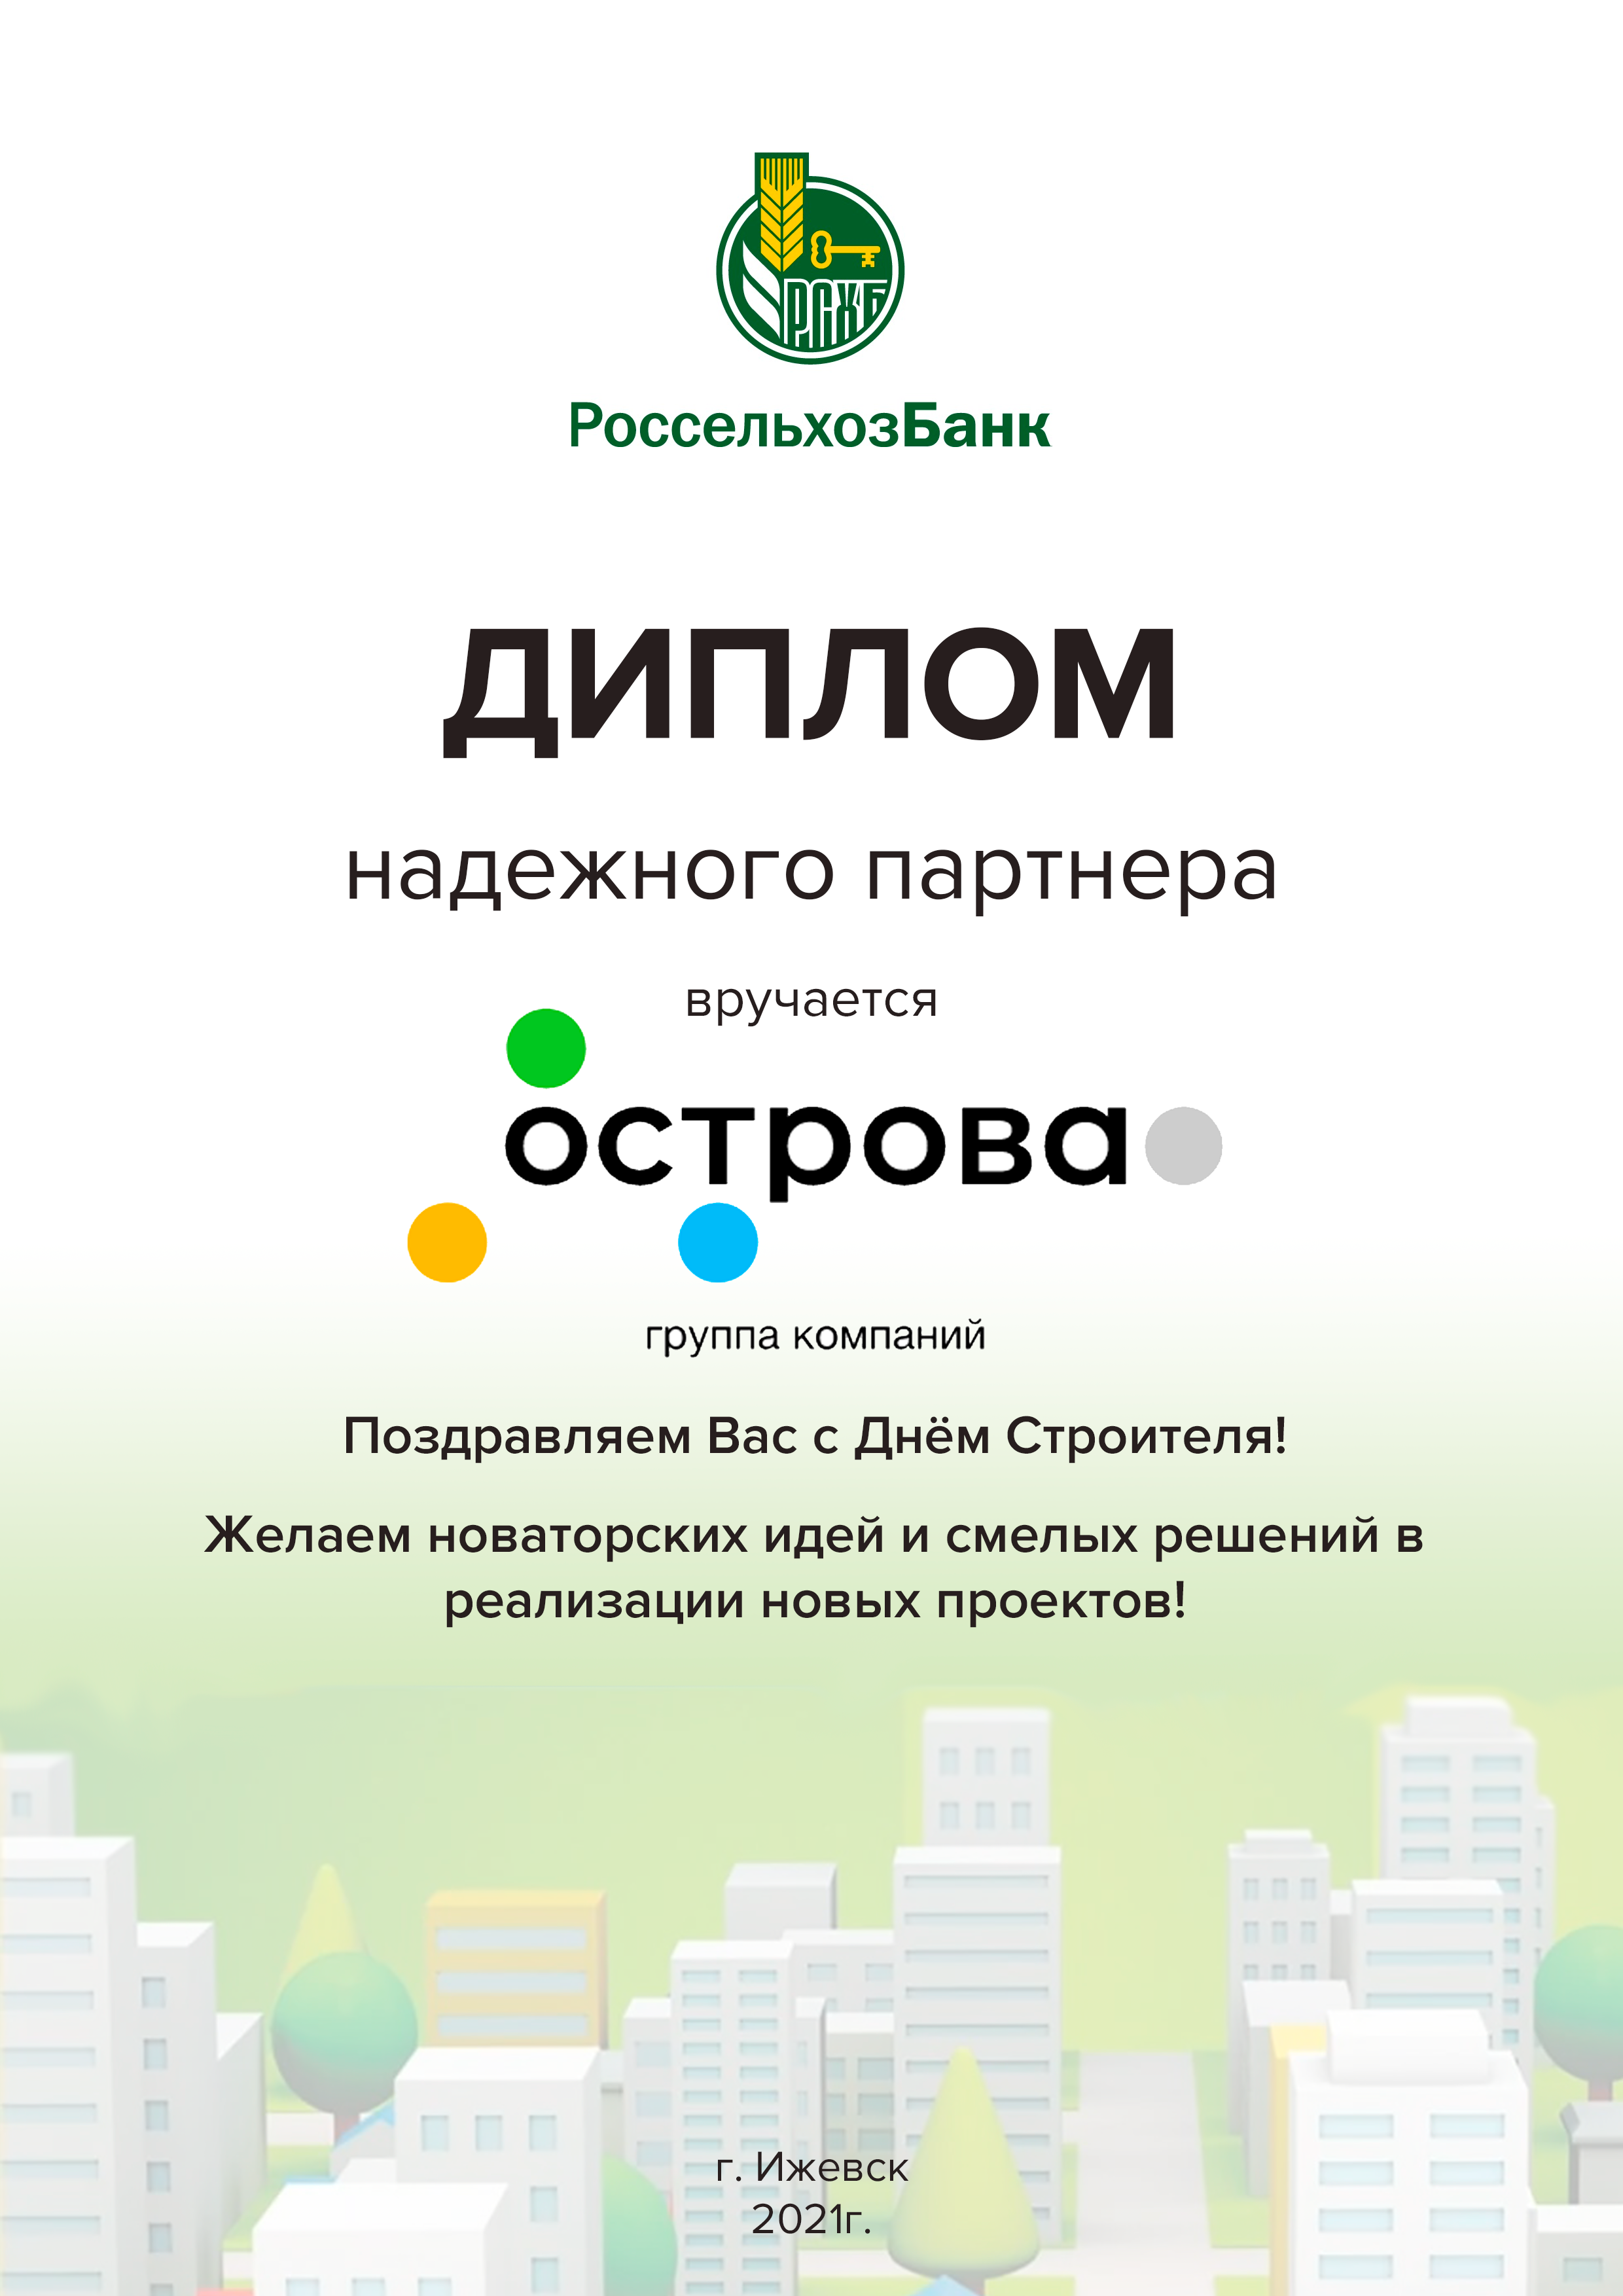 РСХБ
РоссельхозБанк
ДИПЛОМ
надежного партнера
вручается
острова
группа компаний
Поздравляем Вас с Днём Строителя!
Желаем новаторских идей и смелых решений в
реализации новых проектов!
г. Ижевск
2021г.